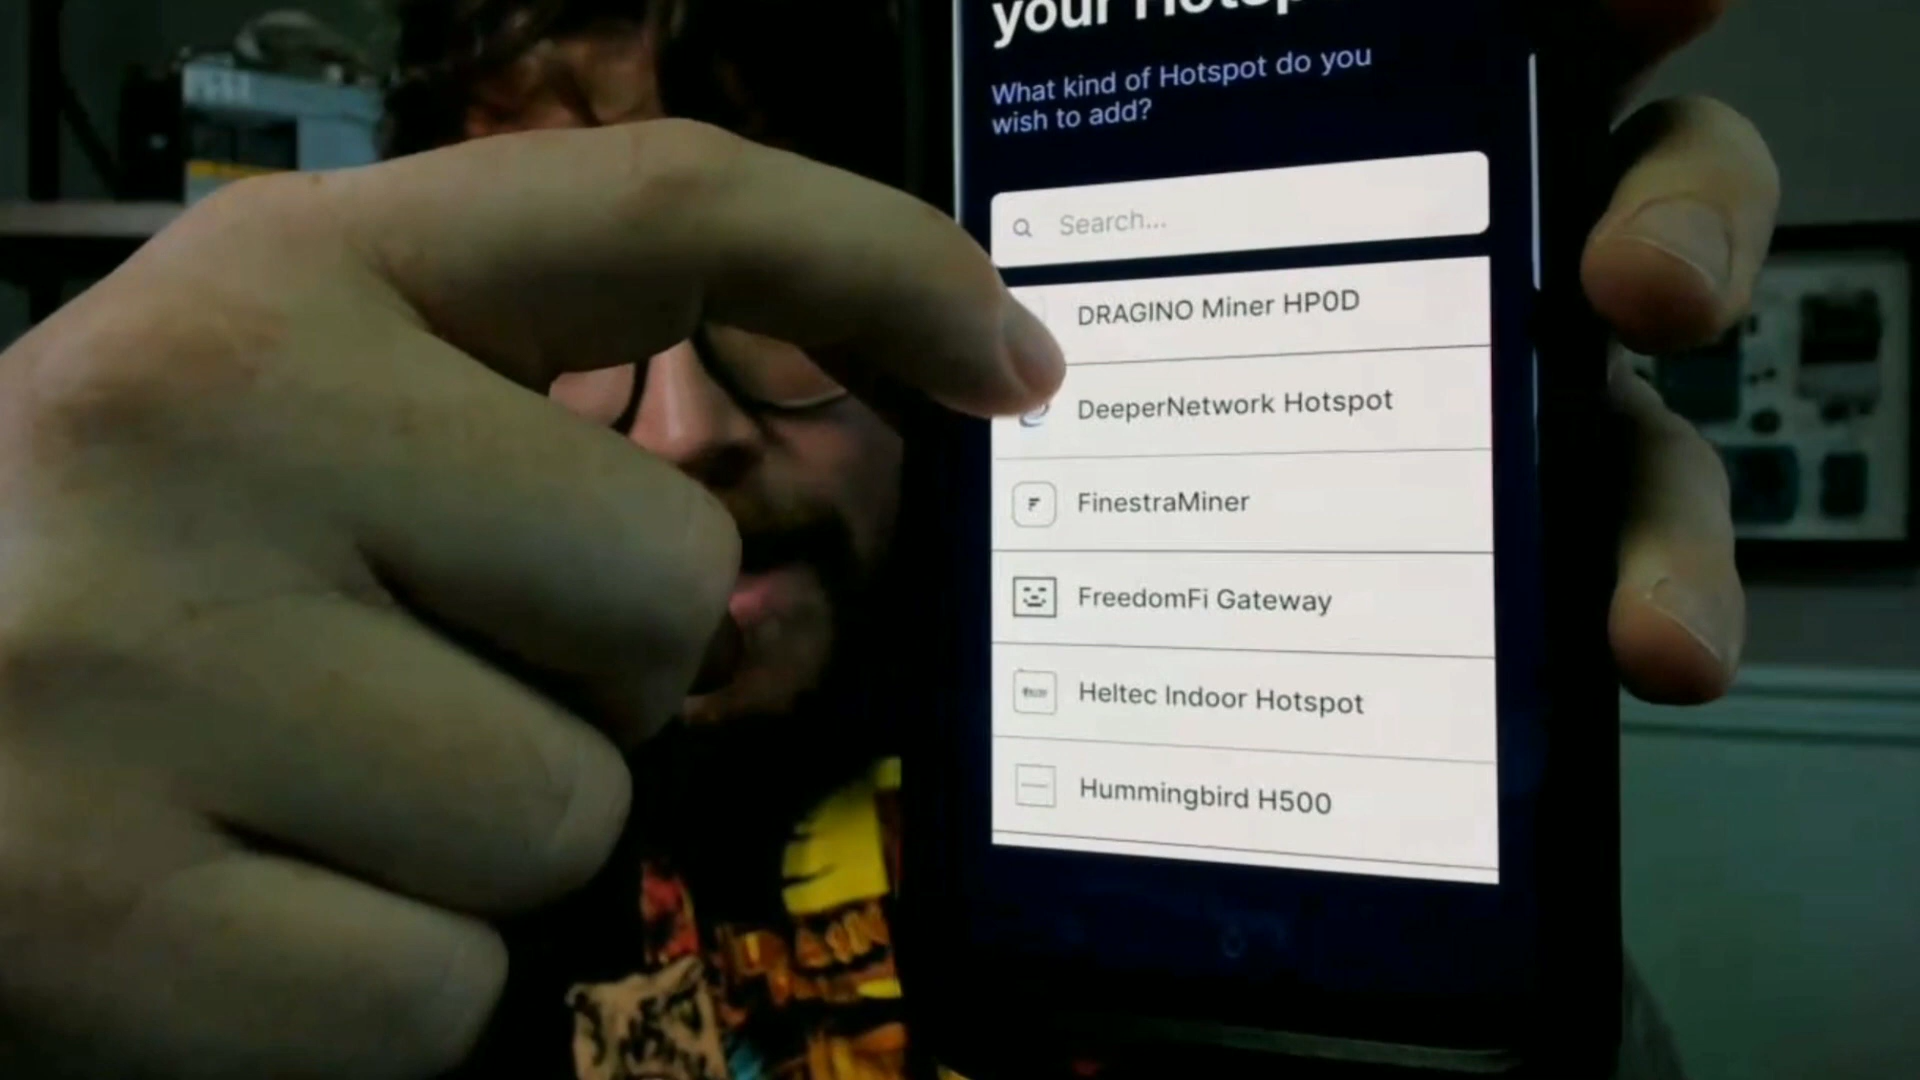 your
What kind of Hotspot do you
wish to add?
Search...
DRAGINO Miner HP0D
DeeperNetwork Hotspot
FinestraMiner
FreedomFi Gateway
Heltec Indoor Hotspot
Hummingbird H500